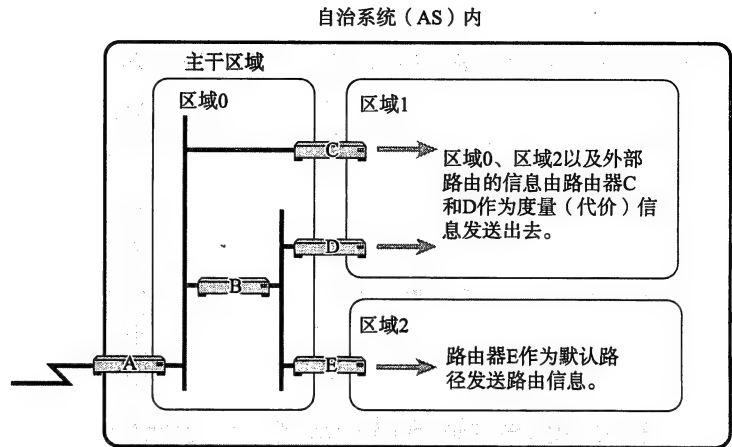 自治系统（AS）内
主干区域
区域0
区域1
C
区域0、区域2以及外部
路由的信息由路由器C
和D作为度量（代价）信
息发送出去。
D
B
区域2
A
E
路由器E作为默认路
径发送路由信息。